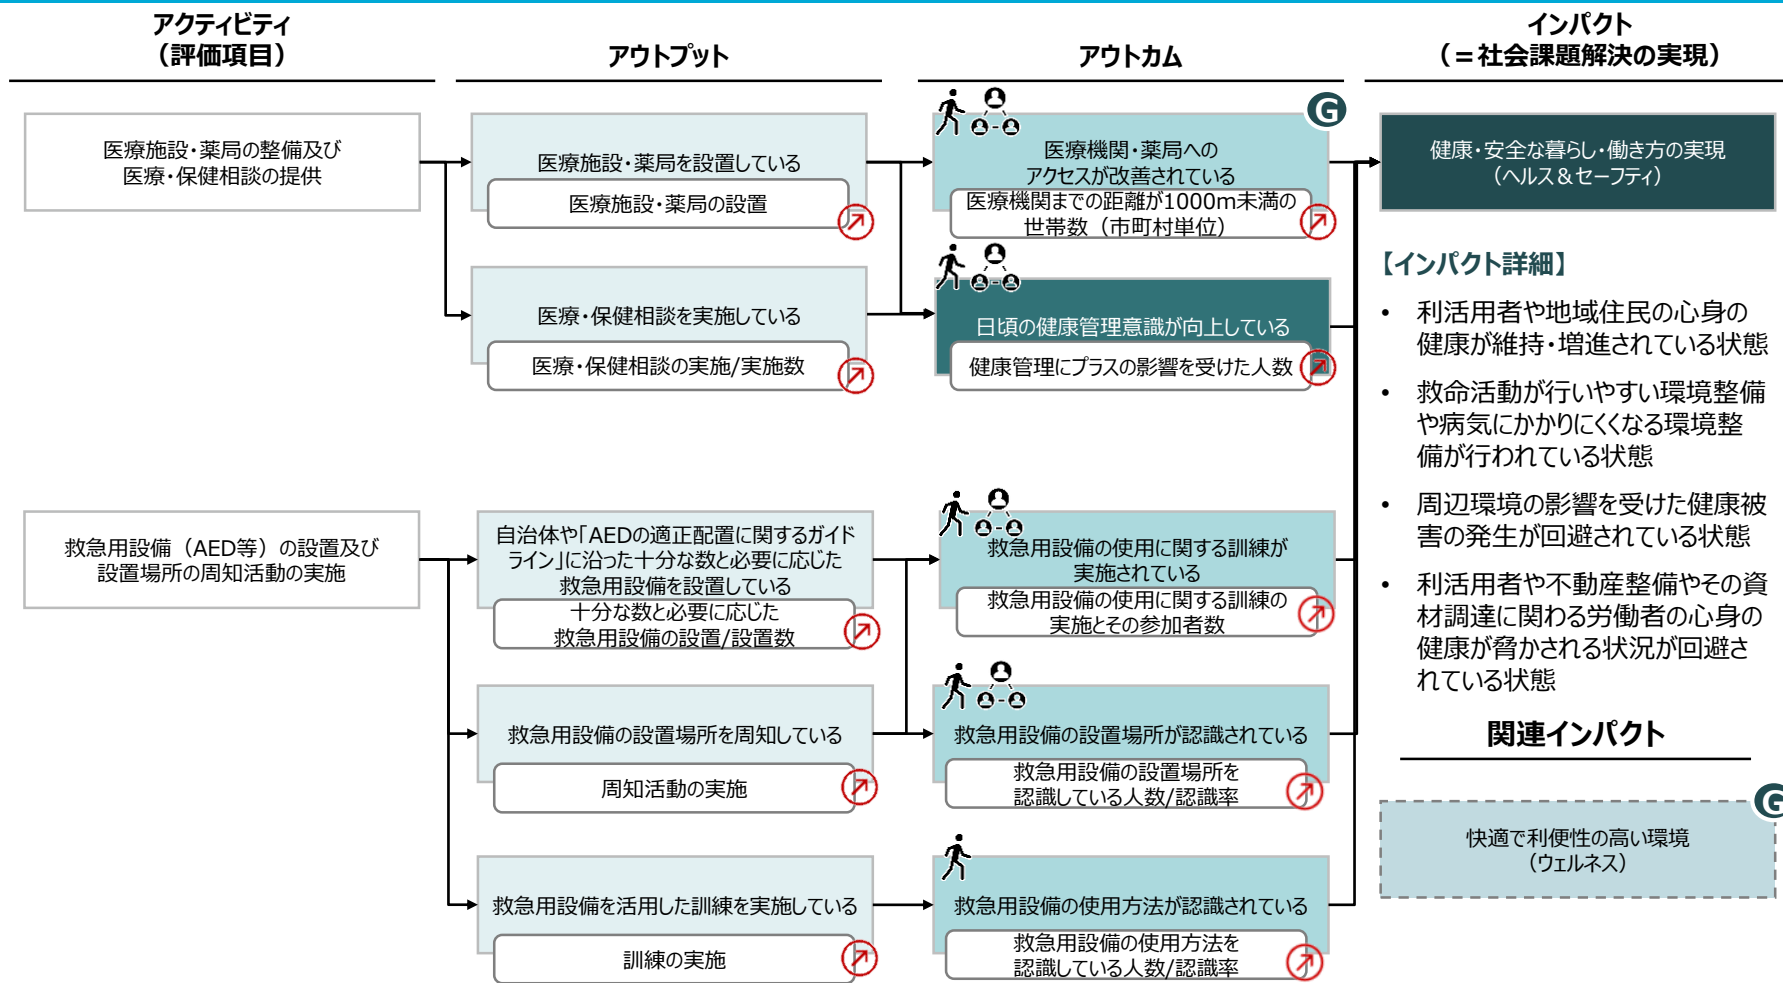 アクティビティ
（評価項目）
アウトプット
アウトカム
インパクト
（＝社会課題解決の実現）
医療施設・薬局の整備及び
医療・保健相談の提供
医療施設・薬局を設置している
医療施設・薬局の設置
G
医療機関・薬局への
アクセスが改善されている
医療機関までの距離が1000m未満の
世帯数（市町村単位）
健康・安全な暮らし・働き方の実現
（ヘルス＆セーフティ）
医療・保健相談を実施している
医療・保健相談の実施/実施数
日頃の健康管理意識が向上している
健康管理にプラスの影響を受けた人数
【インパクト詳細】
• 利活用者や地域住民の心身の
健康が維持・増進されている状態
• 救命活動が行いやすい環境整備
や病気にかかりにくくなる環境整
備が行われている状態
• 周辺環境の影響を受けた健康被
害の発生が回避されている状態
• 利活用者や不動産整備やその資
材調達に関わる労働者の心身の
健康が脅かされる状況が回避さ
れている状態
救急用設備（AED等）の設置及び
設置場所の周知活動の実施
自治体や「AEDの適正配置に関するガイド
ライン」に沿った十分な数と必要に応じた
救急用設備を設置している
十分な数と必要に応じた
救急用設備の設置/設置数
救急用設備の使用に関する訓練が
実施されている
救急用設備の使用に関する訓練の
実施とその参加者数
救急用設備の設置場所を周知している
周知活動の実施
救急用設備の設置場所が認識されている
救急用設備の設置場所を
認識している人数/認識率
救急用設備を活用した訓練を実施している
訓練の実施
救急用設備の使用方法が認識されている
救急用設備の使用方法を
認識している人数/認識率
関連インパクト
G
快適で利便性の高い環境
（ウェルネス）